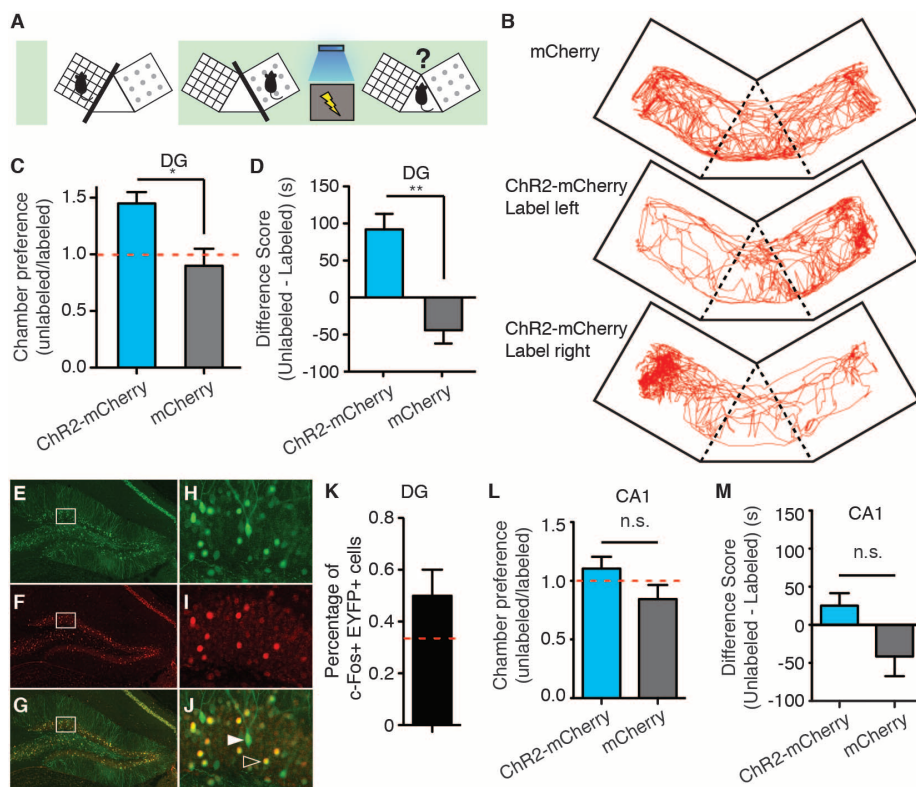 A
?
B
mCherry
ChR2-mCherry
Label left
ChR2-mCherry
Label right
C
DG
*
Chamber preference
(unlabeled/labeled)
1.5
1.0
0.5
0.0
ChR2-mCherry
mCherry
D
DG
**
Difference Score
(Unlabeled - Labeled) (s)
150
100
50
0
-50
-100
ChR2-mCherry
mCherry
E
F
G
H
I
J
K
DG
Percentage of
c-Fos+ EYFP+ cells
0.8
0.6
0.4
0.2
0
L
CA1
n.s.
Chamber preference
(unlabeled/labeled)
1.5
1.0
0.5
0.0
ChR2-mCherry
mCherry
M
CA1
n.s.
Difference Score
(Unlabeled - Labeled) (s)
150
100
50
0
-50
-100
ChR2-mCherry
mCherry